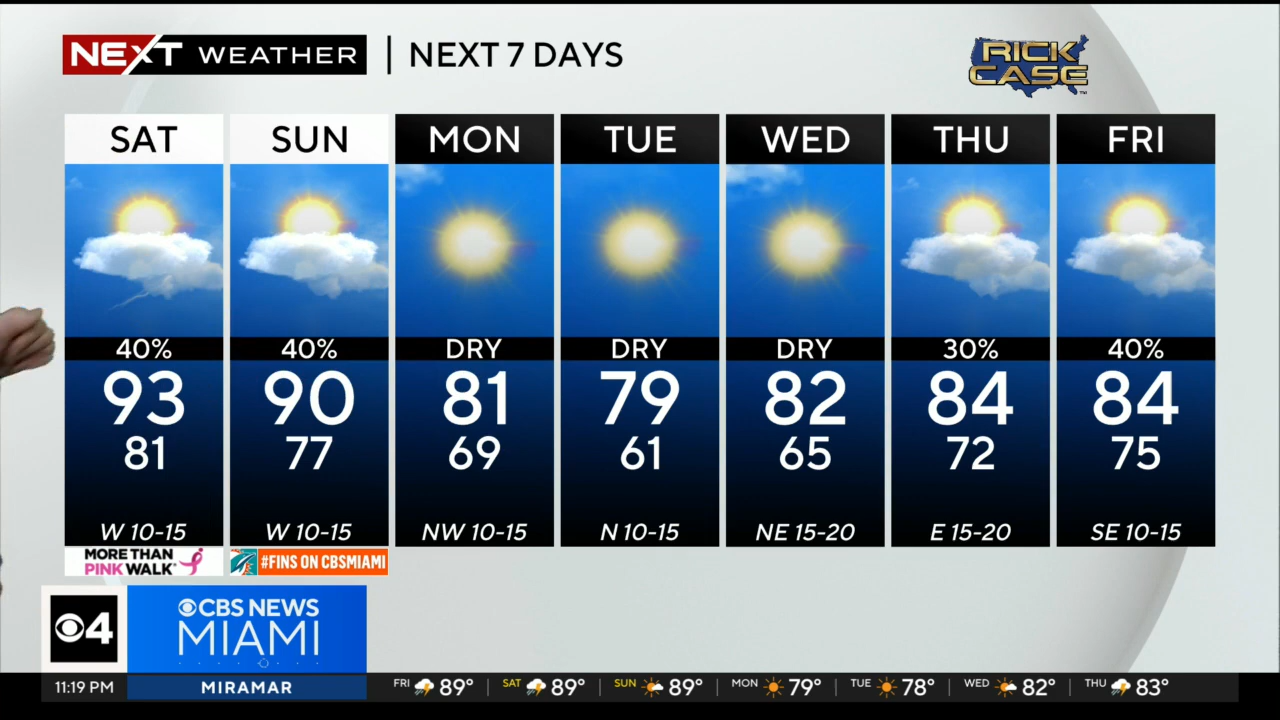 NEXT WEATHER | NEXT 7 DAYS
RICK
CASE
SAT SUN MON TUE WED THU FRI
40% 40% DRY DRY DRY 30% 40%
93 90 81 79 82 84 84
81 77 69 61 65 72 75
W 10-15 W 10-15 NW 10-15 N 10-15 NE 15-20 E 15-20 SE 10-15
MORE THAN
PINK WALK
#FINS ON CBSMIAMI
4
CBS NEWS
MIAMI
11:19 PM MIRAMAR FRI 89° | SAT 89° | SUN 89° | MON 79° | TUE 78° | WED 82° | THU 83°